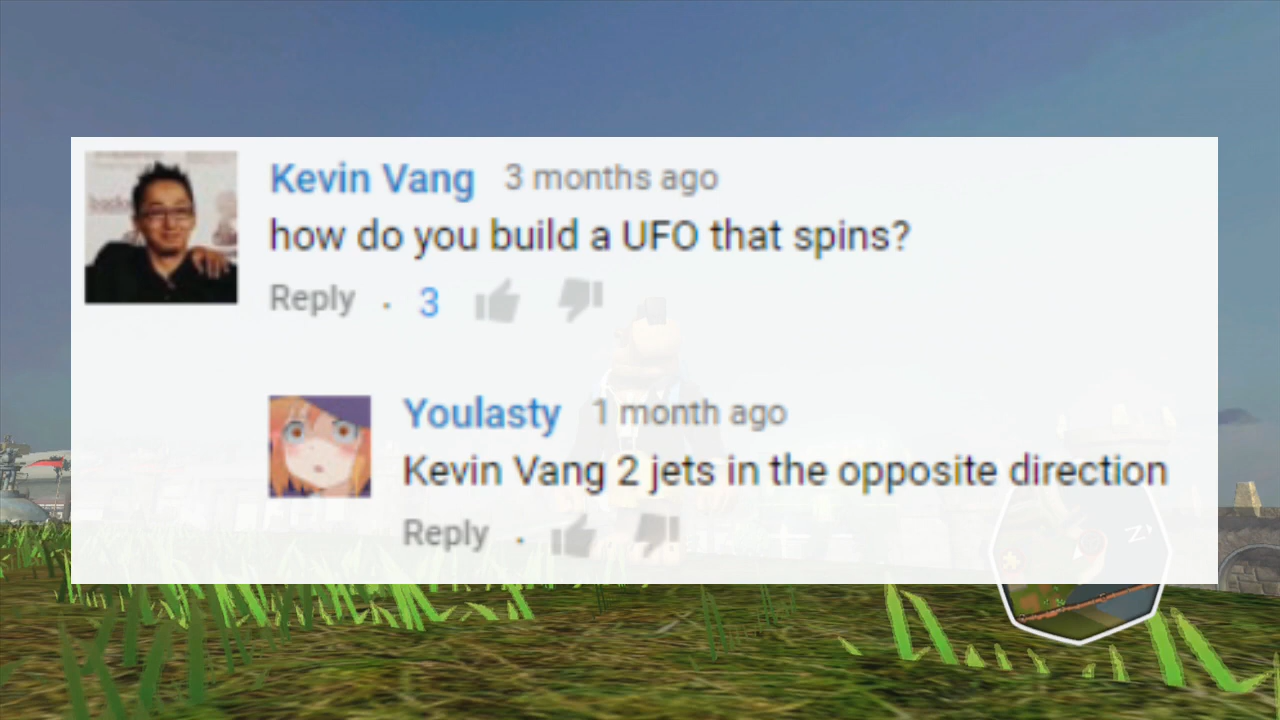 Kevin Vang 3 months ago
how do you build a UFO that spins?
Reply · 3
Youlasty 1 month ago
Kevin Vang 2 jets in the opposite direction
Reply ·